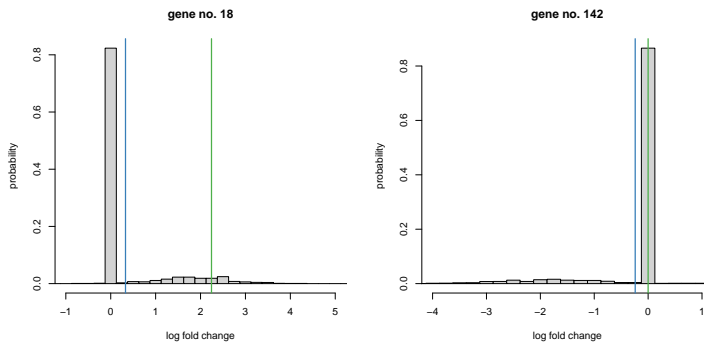 gene no. 18
probability
0.0
0.2
0.4
0.6
0.8
−1 0 1 2 3 4 5
log fold change
gene no. 142
probability
0.0
0.2
0.4
0.6
0.8
−4 −3 −2 −1 0 1
log fold change